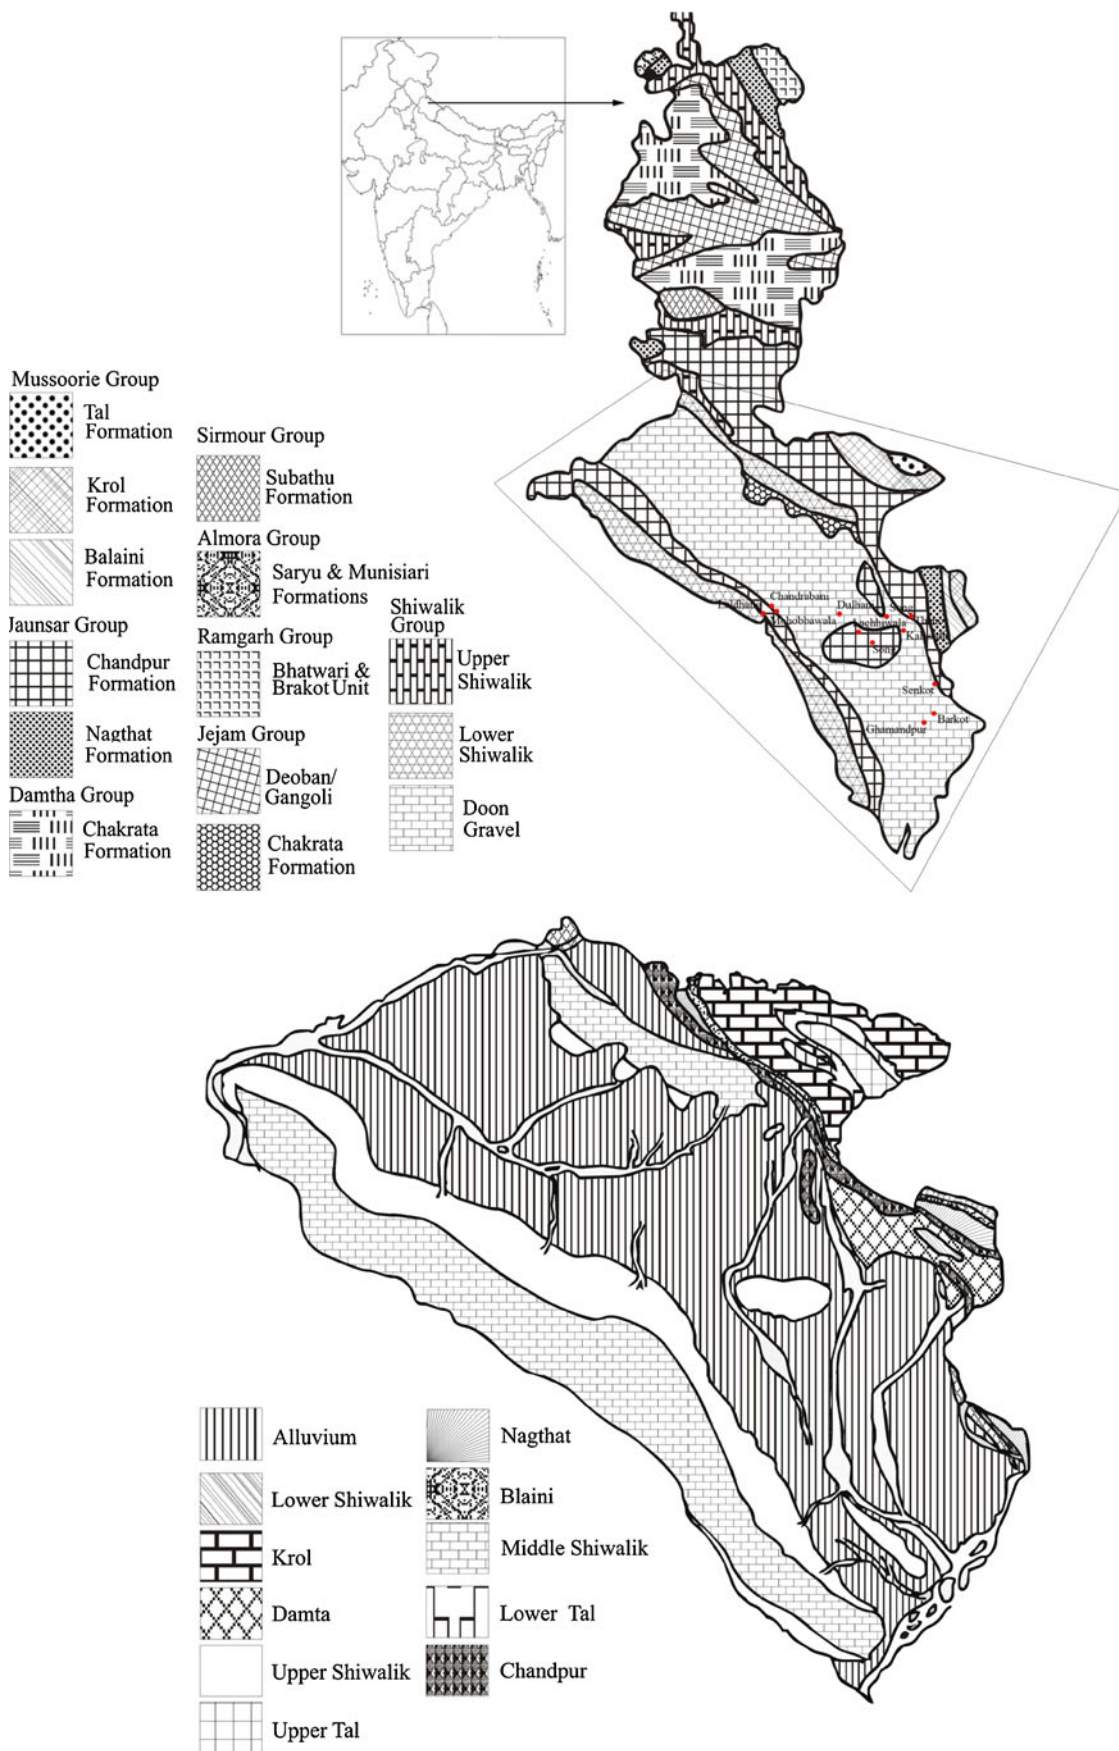 Mussoorie Group
Tal
Formation
Krol
Formation
Balaini
Formation
Jaunsar Group
Chandpur
Formation
Nagthat
Formation
Damtha Group
Chakrata
Formation
Sirmour Group
Subathu
Formation
Almora Group
Saryu & Munisiari
Formations
Ramgarh Group
Bhatwari &
Brakot Unit
Jejam Group
Deoban/
Gangoli
Chakrata
Formation
Shiwalik
Group
Upper
Shiwalik
Lower
Shiwalik
Doon
Gravel
Chandrabani
Mohobbawala
Lachhiwala
Song
Senkot
Barkot
Ghamandpur
Alluvium
Lower Shiwalik
Krol
Damta
Upper Shiwalik
Upper Tal
Nagthat
Blaini
Middle Shiwalik
Lower Tal
Chandpur